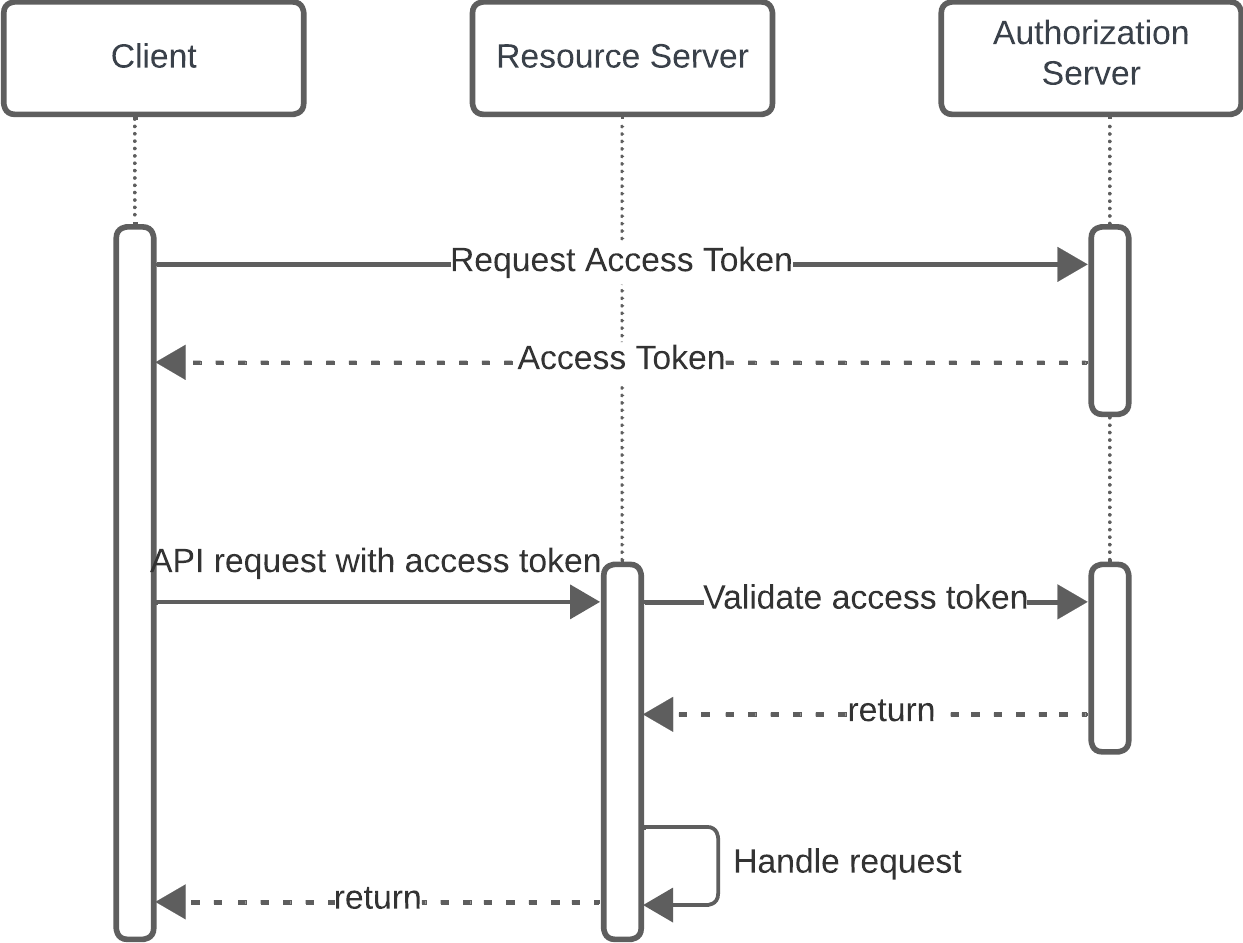 Client
Resource Server
Authorization
Server
Request Access Token
Access Token
API request with access token
Validate access token
return
Handle request
return